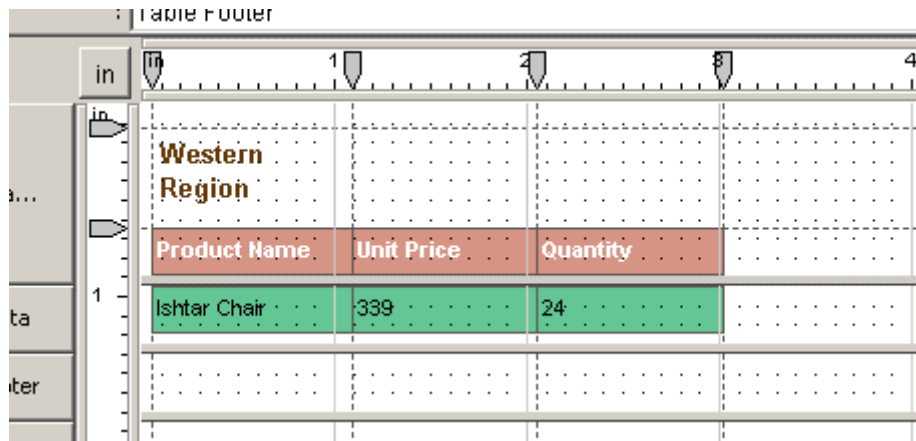 Table Footer
in
in 1 2 3 4
in
Western
Region
a...
Product Name Unit Price Quantity
1
ta
Ishtar Chair 339 24
oter